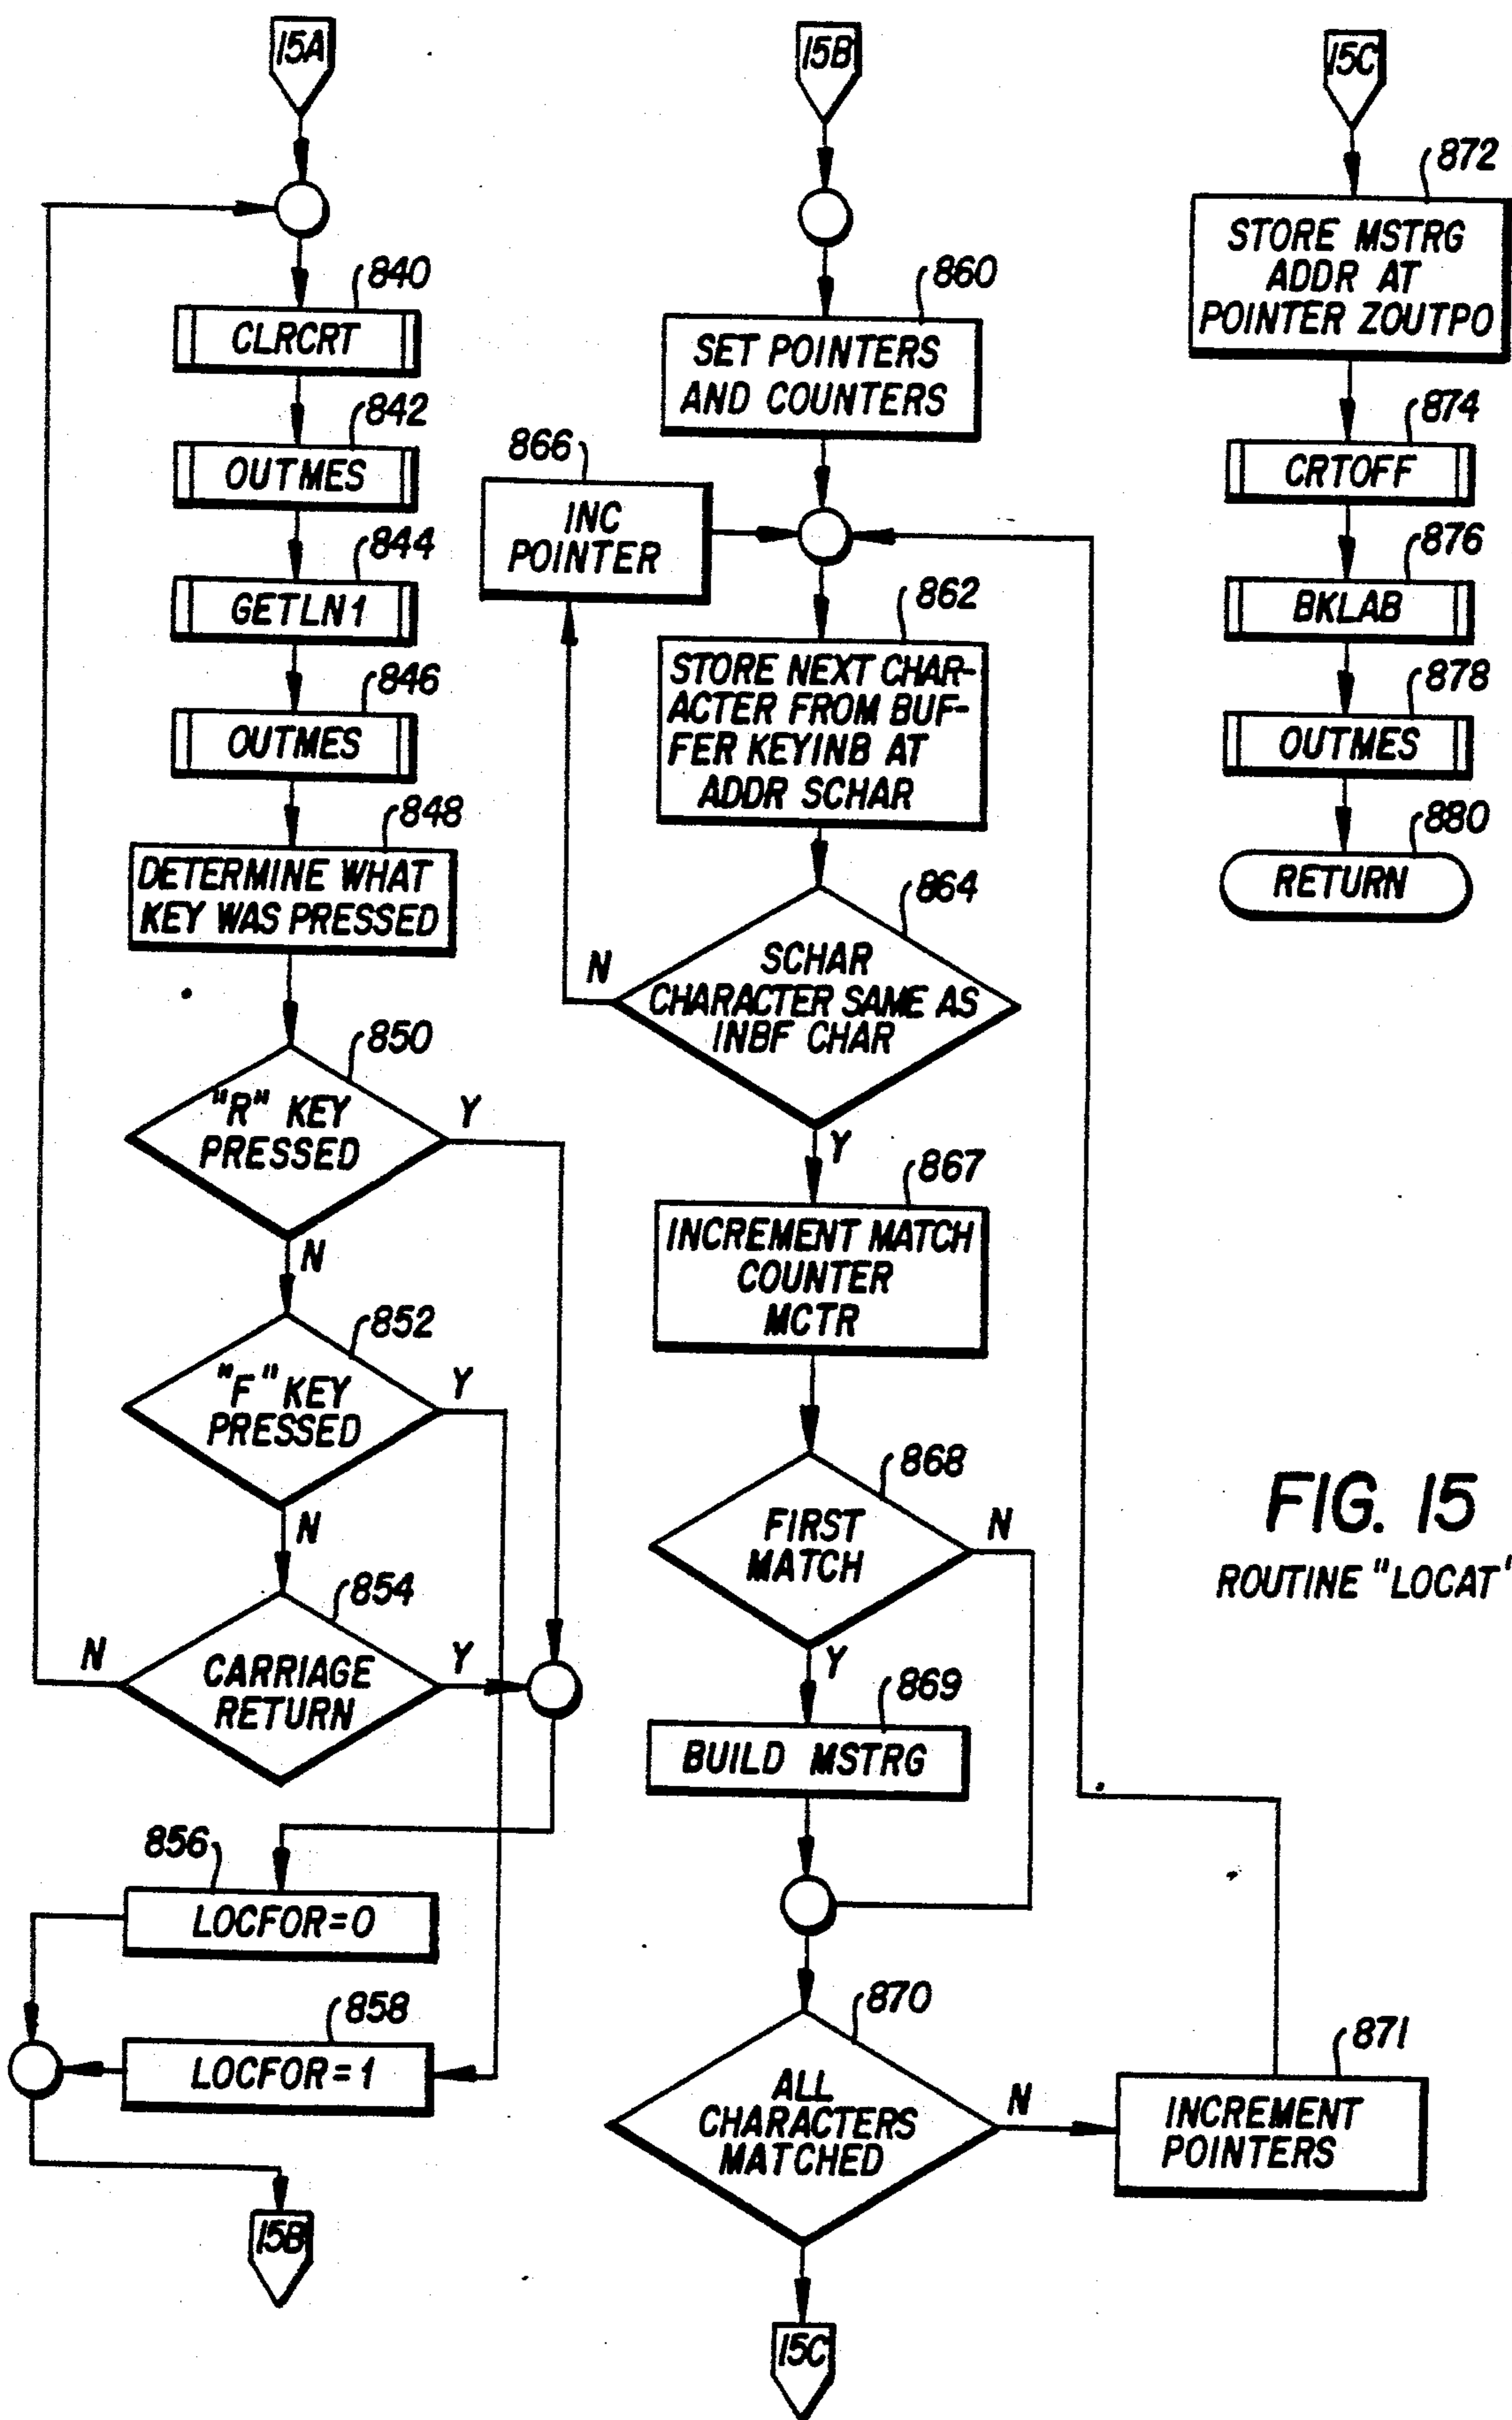 15A
840
CLRCRT
842
OUTMES
844
GETLN1
846
OUTMES
848
DETERMINE WHAT
KEY WAS PRESSED
850
"R" KEY
PRESSED
Y
N
852
"F" KEY
PRESSED
Y
N
854
CARRIAGE
RETURN
N
Y
856
LOCFOR=0
858
LOCFOR=1
15B
15B
860
SET POINTERS
AND COUNTERS
866
INC
POINTER
862
STORE NEXT CHAR-
ACTER FROM BUF-
FER KEYINB AT
ADDR SCHAR
864
SCHAR
CHARACTER SAME AS
INBF CHAR
N
Y
867
INCREMENT MATCH
COUNTER
MCTR
868
FIRST
MATCH
N
Y
869
BUILD MSTRG
870
ALL
CHARACTERS
MATCHED
N
871
INCREMENT
POINTERS
15C
15C
872
STORE MSTRG
ADDR AT
POINTER ZOUTPO
874
CRTOFF
876
BKLAB
878
OUTMES
880
RETURN
FIG. 15
ROUTINE "LOCAT"